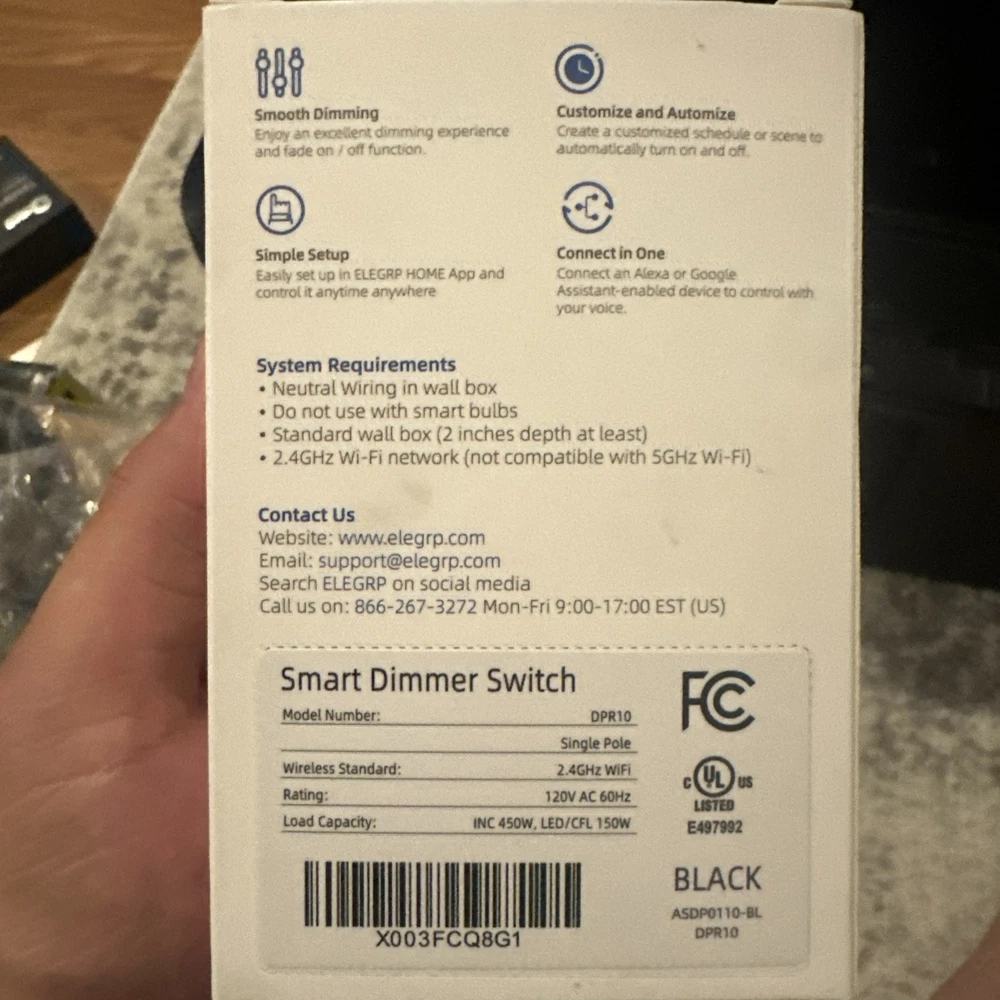 Smooth Dimming
Enjoy an excellent dimming experience
and fade on / off function.
Customize and Automize
Create a customized schedule or scene to
automatically turn on and off.
Simple Setup
Easily set up in ELEGRP HOME App and
control it anytime anywhere
Connect in One
Connect an Alexa or Google
Assistant-enabled device to control with
your voice.
System Requirements
• Neutral Wiring in wall box
• Do not use with smart bulbs
• Standard wall box (2 inches depth at least)
• 2.4GHz Wi-Fi network (not compatible with 5GHz Wi-Fi)
Contact Us
Website: www.elegrp.com
Email: support@elegrp.com
Search ELEGRP on social media
Call us on: 866-267-3272 Mon-Fri 9:00-17:00 EST (US)
Smart Dimmer Switch
Model Number: DPR10
Single Pole
Wireless Standard: 2.4GHz WiFi
Rating: 120V AC 60Hz
Load Capacity: INC 450W, LED/CFL 150W
X003FCQ8G1
FC
C UL US
LISTED
E497992
BLACK
ASDP0110-BL
DPR10